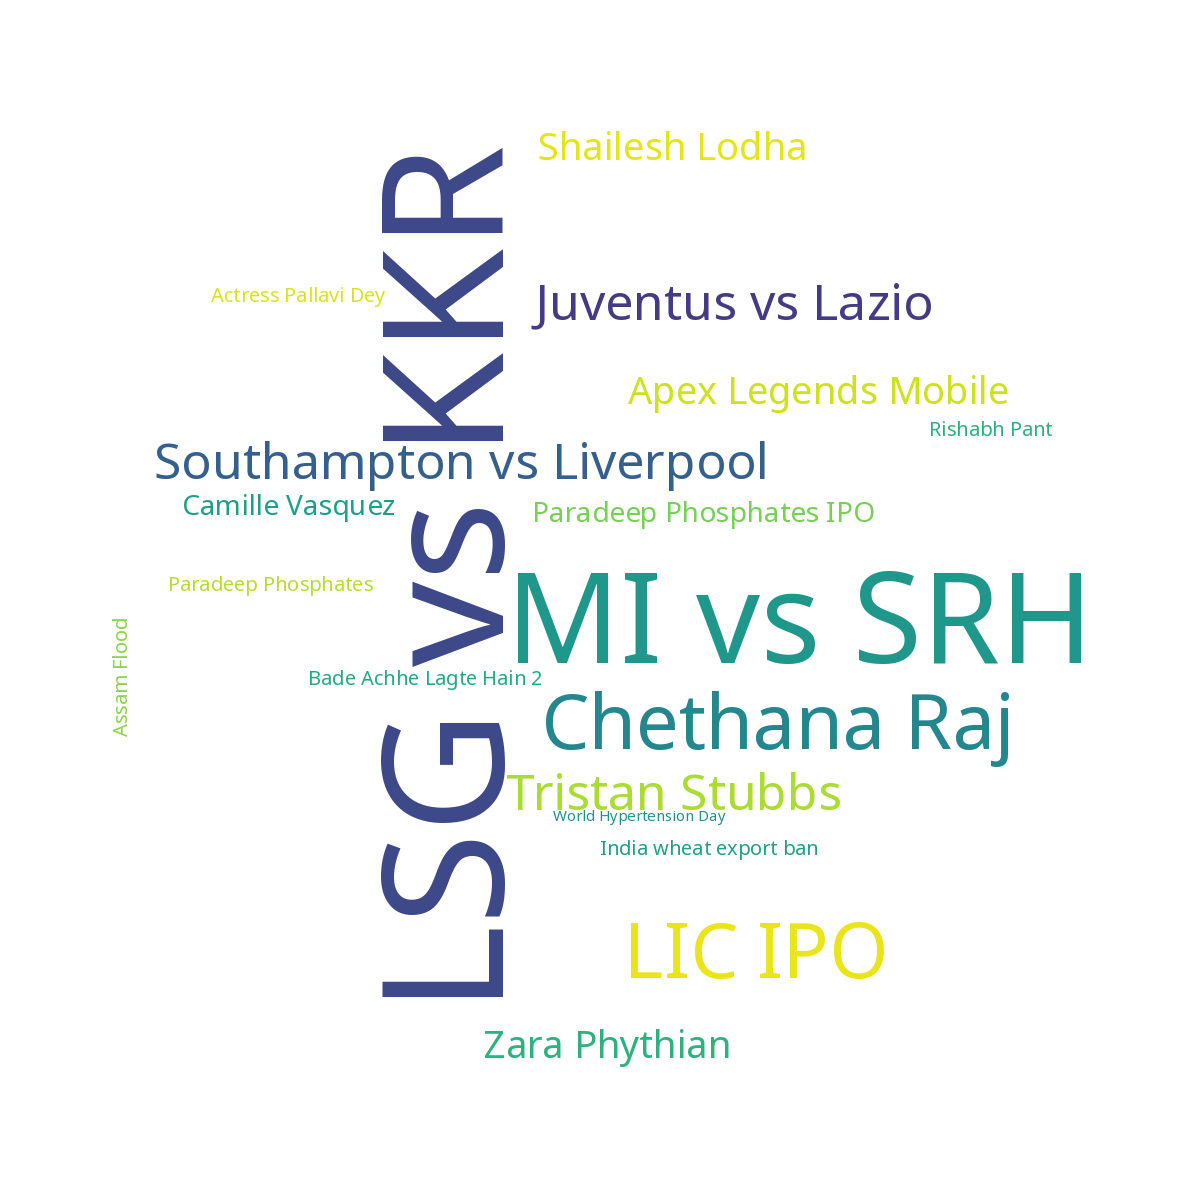 Shailesh Lodha
Actress Pallavi Dey
Juventus vs Lazio
Apex Legends Mobile
Rishabh Pant
Southampton vs Liverpool
Camille Vasquez
Paradeep Phosphates IPO
LSG vs KKR
Paradeep Phosphates
MI vs SRH
Assam Flood
Bade Achhe Lagte Hain 2
Chethana Raj
Tristan Stubbs
World Hypertension Day
India wheat export ban
LIC IPO
Zara Phythian